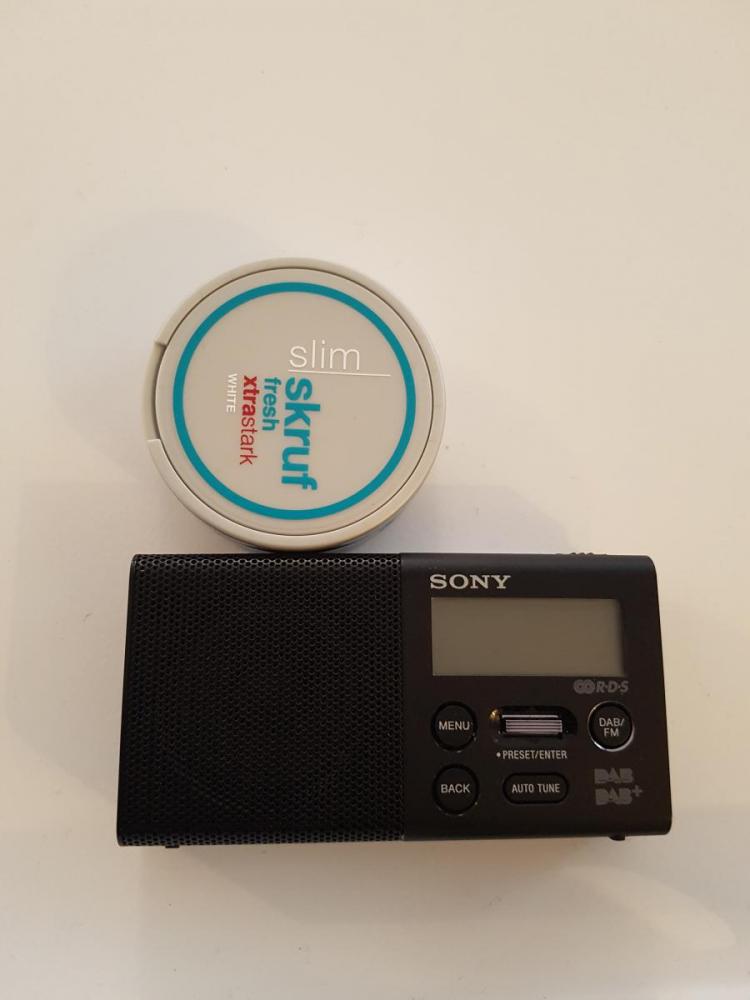 slim
skruf
fresh
xtrastark
WHITE
SONY
R·D·S
MENU
DAB/
FM
•PRESET/ENTER
BACK
AUTO TUNE
DAB
DAB+